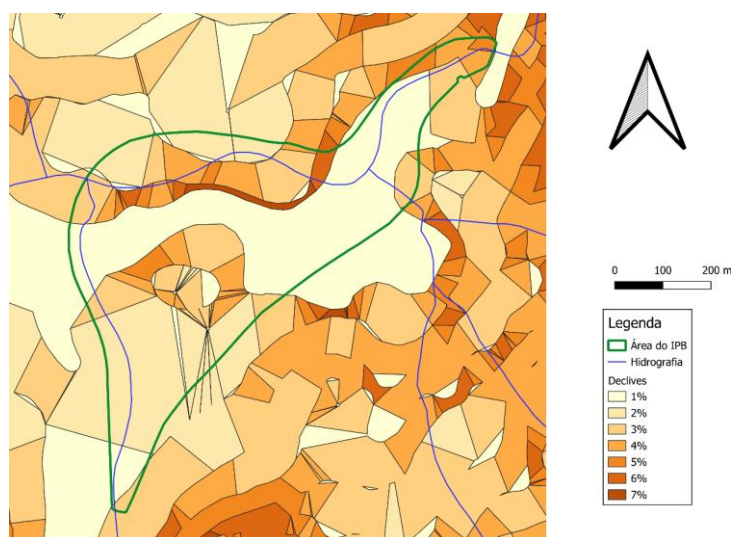 0 100 200 m
Legenda
Área do IPB
Hidrografia
Declives
1%
2%
3%
4%
5%
6%
7%